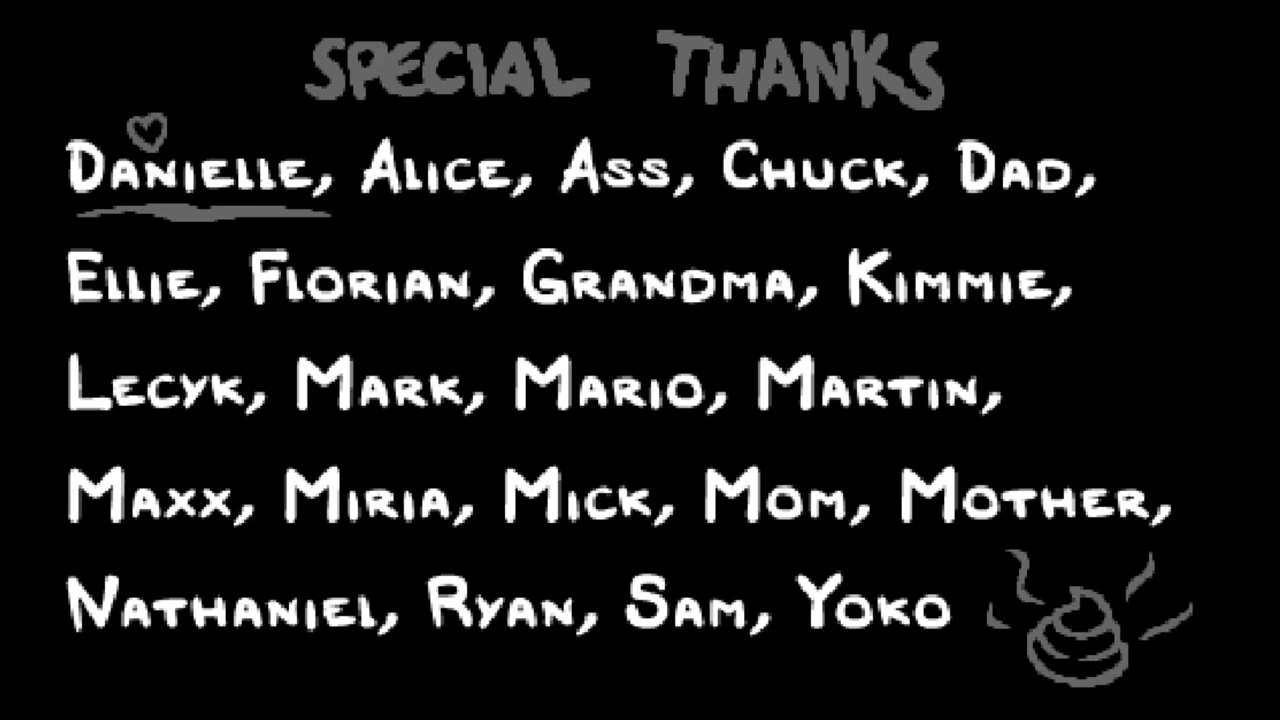 SPECIAL THANKS
DANIELLE, ALICE, ASS, CHUCK, DAD,
ELLIE, FLORIAN, GRANDMA, KIMMIE,
LECYK, MARK, MARIO, MARTIN,
MAXX, MIRIA, MICK, MOM, MOTHER,
NATHANIEL, RYAN, SAM, YOKO